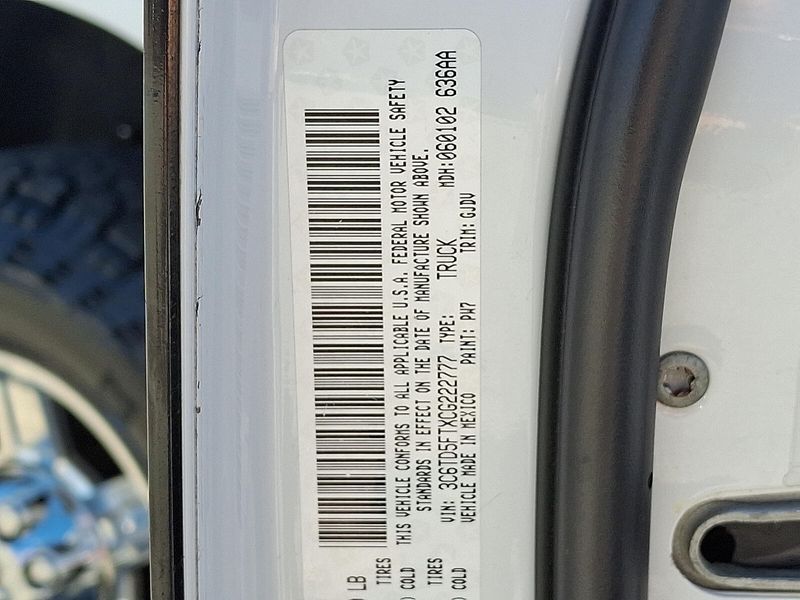 LB
TIRES
COLD
THIS VEHICLE CONFORMS TO ALL APPLICABLE U.S.A. FEDERAL MOTOR VEHICLE SAFETY
STANDARDS IN EFFECT ON THE DATE OF MANUFACTURE SHOWN ABOVE.
TIRES
COLD
VIN: 3C6TD5FTXCG222777 TYPE: TRUCK MDH:060102 636AA
VEHICLE MADE IN MEXICO PAINT: PW7 TRIM: GJDV